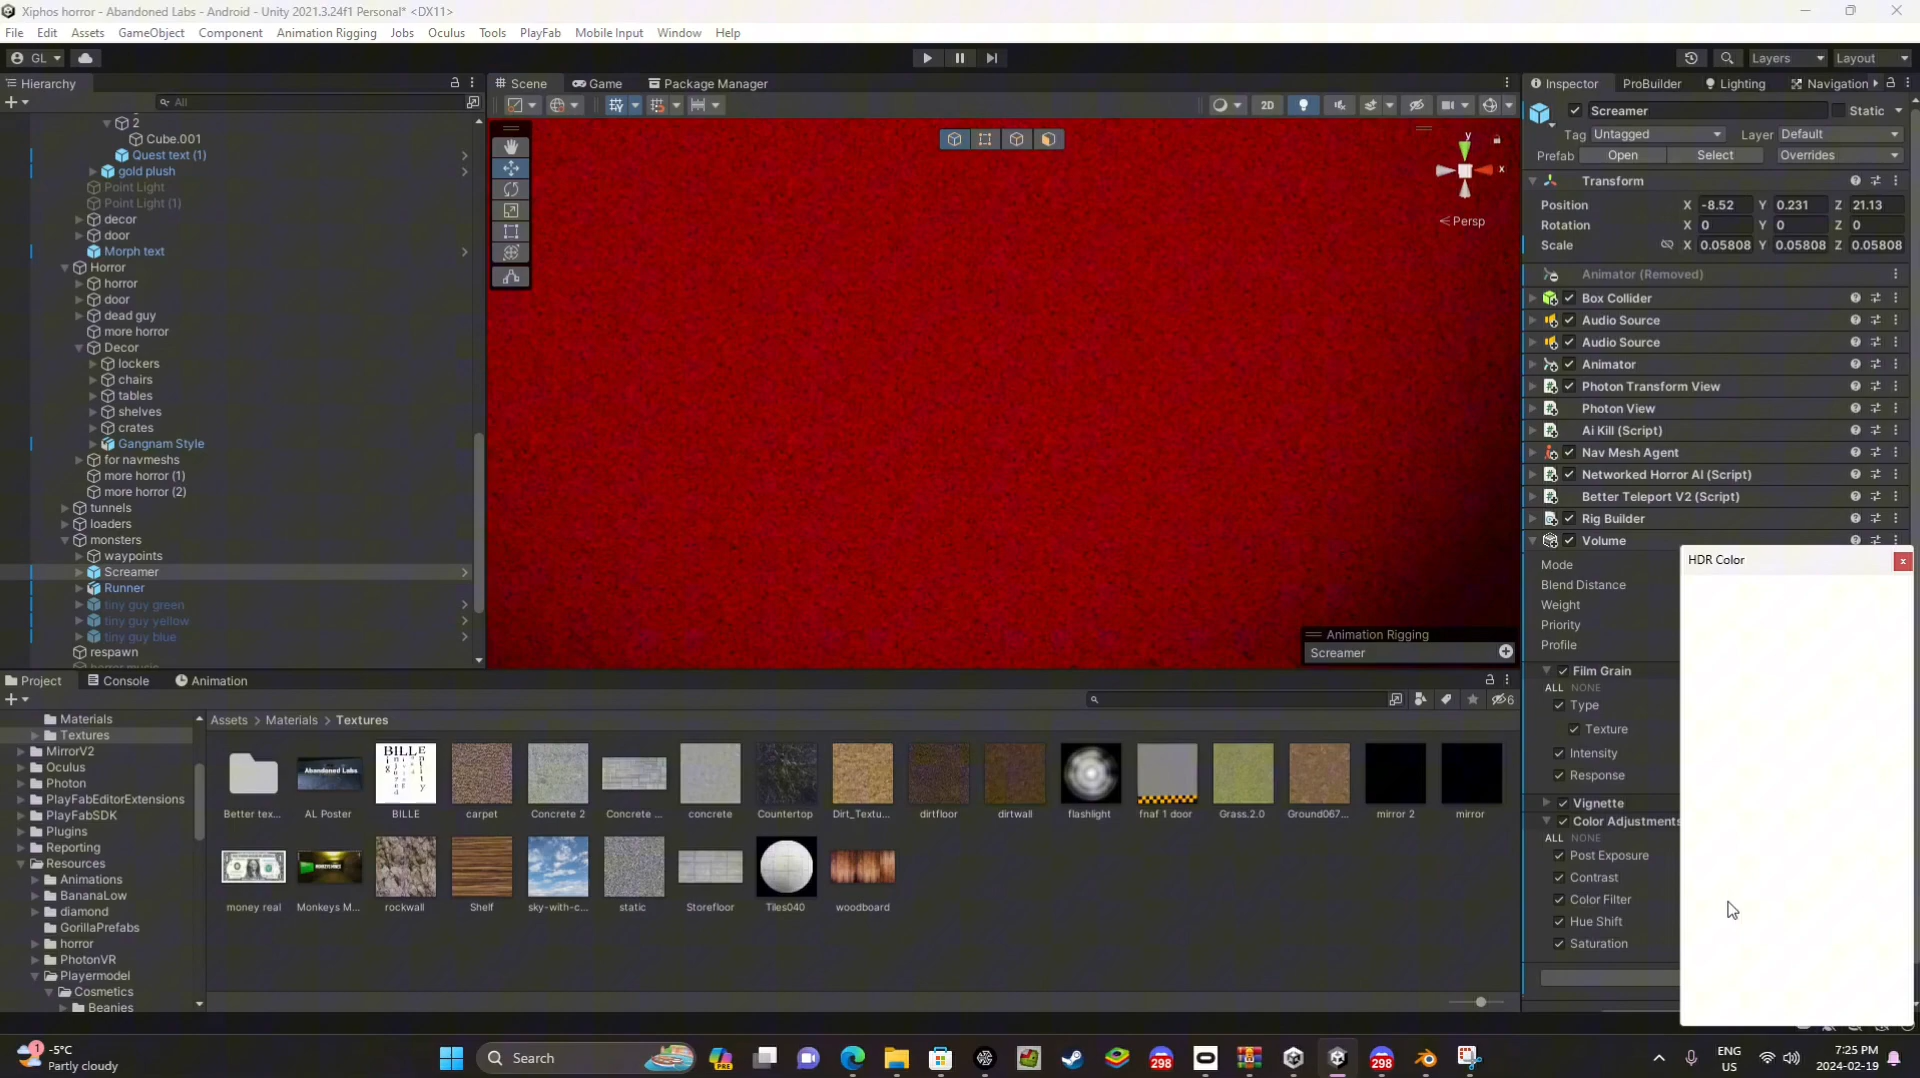 Xiphos horror - Abandoned Labs - Android - Unity 2021.3.24f1 Personal* <DX11>
File Edit Assets GameObject Component Animation Rigging Jobs Oculus Tools PlayFab Mobile Input Window Help
GL Layers Layout
Hierarchy
All
2
Cube.001
Quest text (1)
gold plush
Point Light
Point Light (1)
decor
door
Morph text
Horror
horror
door
dead guy
more horror
Decor
lockers
chairs
tables
shelves
crates
Gangnam Style
for navmeshs
more horror (1)
more horror (2)
tunnels
loaders
monsters
waypoints
Screamer
Runner
tiny guy green
tiny guy yellow
tiny guy blue
respawn
horror music
Scene Game Package Manager
2D
y
x
< Persp
Animation Rigging
Screamer
Inspector ProBuilder Lighting Navigation
Screamer Static
Tag Untagged Layer Default
Prefab Open Select Overrides
Transform
Position X -8.52 Y 0.231 Z 21.13
Rotation X 0 Y 0 Z 0
Scale X 0.05808 Y 0.05808 Z 0.05808
Animator (Removed)
Box Collider
Audio Source
Audio Source
Animator
Photon Transform View
Photon View
Ai Kill (Script)
Nav Mesh Agent
Networked Horror AI (Script)
Better Teleport V2 (Script)
Rig Builder
Volume
Mode
Blend Distance
Weight
Priority
Profile
Film Grain
ALL NONE
Type
Texture
Intensity
Response
Vignette
Color Adjustments
ALL NONE
Post Exposure
Contrast
Color Filter
Hue Shift
Saturation
HDR Color
x
Project Console Animation
6
Materials
Textures
MirrorV2
Oculus
Photon
PlayFabEditorExtensions
PlayFabSDK
Plugins
Reporting
Resources
Animations
BananaLow
diamond
GorillaPrefabs
horror
PhotonVR
Playermodel
Cosmetics
Beanies
Assets > Materials > Textures
Abandoned Labs
BILLE
Better tex... AL Poster BILLE carpet Concrete 2 Concrete ... concrete Countertop Dirt_Textu... dirtfloor dirtwall flashlight fnaf 1 door Grass.2.0 Ground067... mirror 2 mirror
money real Monkeys M... rockwall Shelf sky-with-c... static Storefloor Tiles040 woodboard
1
-5°C
Partly cloudy
Search
PRE
298
298
ENG
US
7:25 PM
2024-02-19